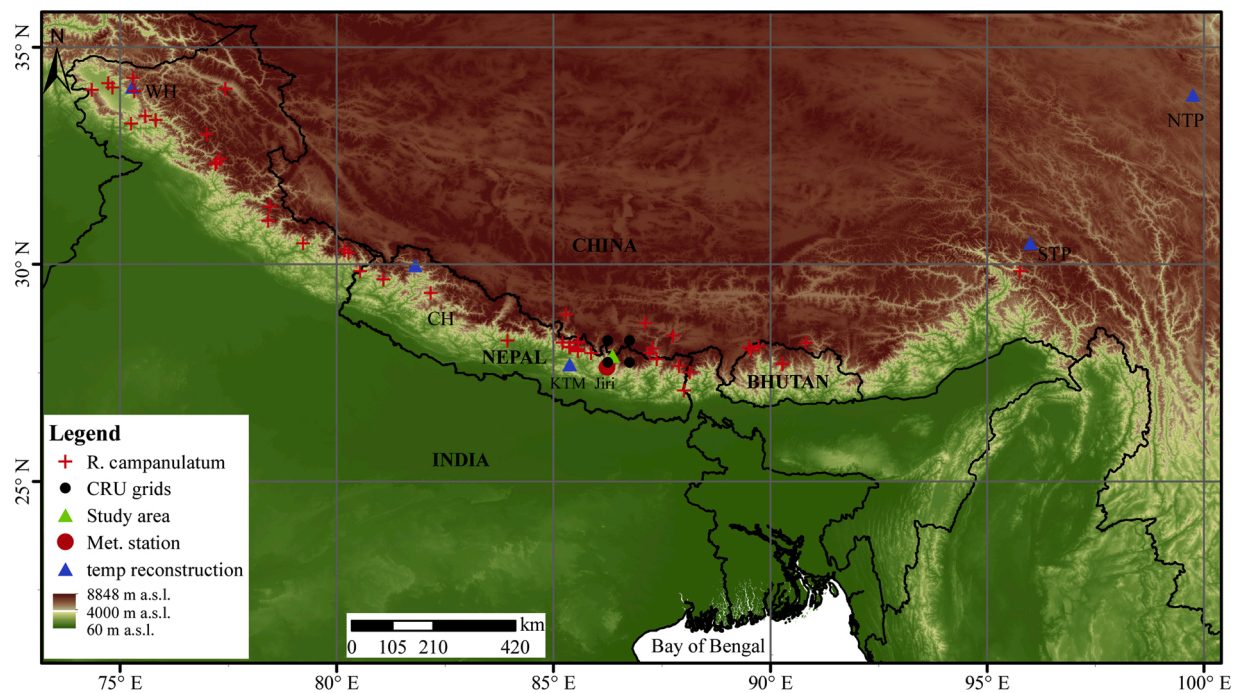 35° N
N
WH
NTP
CHINA
STP
30° N
CH
NEPAL
KTM Jiri
BHUTAN
INDIA
25° N
Legend
R. campanulatum
CRU grids
Study area
Met. station
temp reconstruction
8848 m a.s.l.
4000 m a.s.l.
60 m a.s.l.
km
0 105 210 420
Bay of Bengal
75° E 80° E 85° E 90° E 95° E 100° E